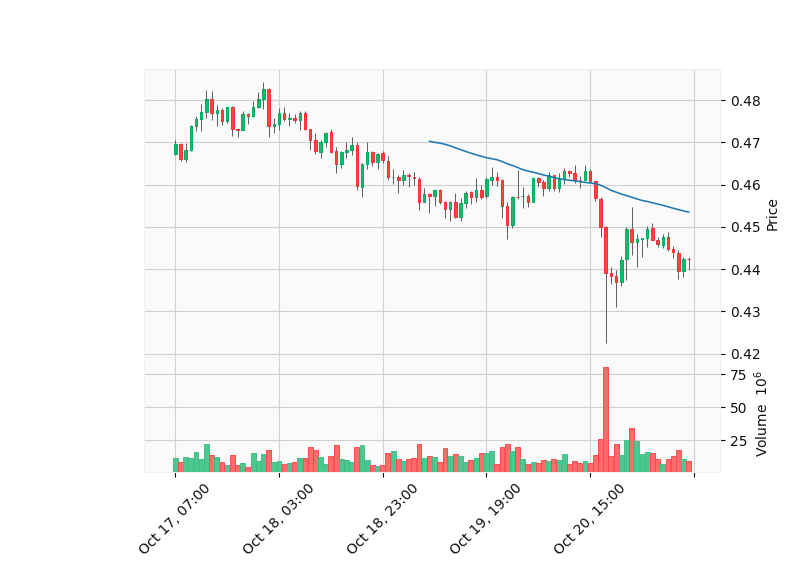 0.48
0.47
0.46
0.45
0.44
0.43
0.42
Price
75
50
25
Volume 10⁶
Oct 17, 07:00
Oct 18, 03:00
Oct 18, 23:00
Oct 19, 19:00
Oct 20, 15:00